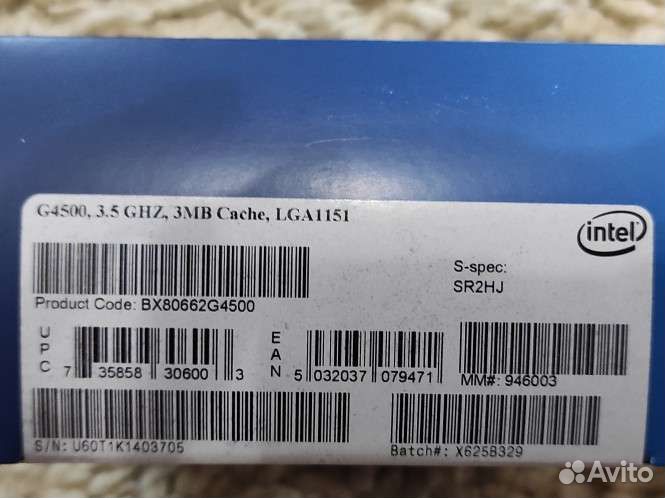 G4500, 3.5 GHZ, 3MB Cache, LGA1151
intel
S-spec:
SR2HJ
Product Code: BX80662G4500
UPC
7 35858 30600 3
EAN
5 032037 079471
MM#: 946003
S/N: U60T1K1403705
Batch#: X625B329
Avito